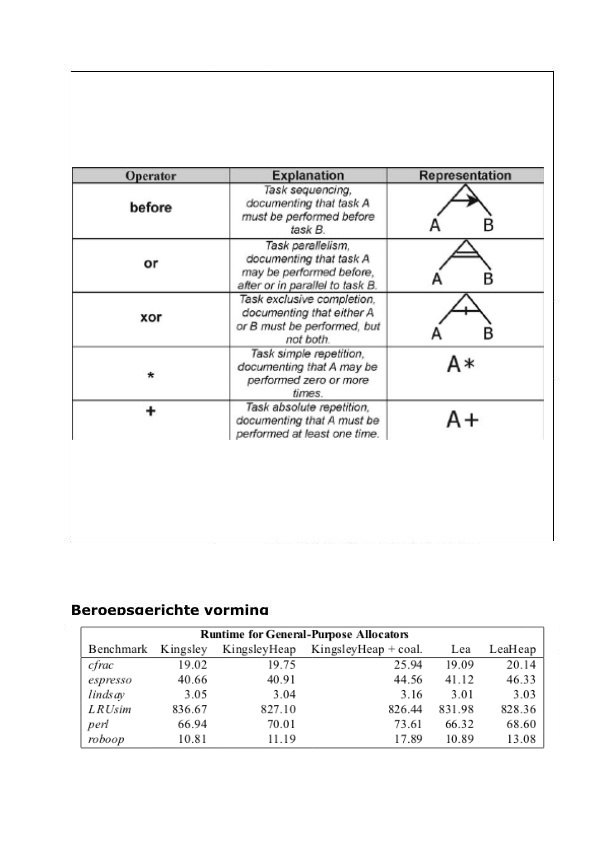 Operator Explanation Representation
before
Task sequencing,
documenting that task A
must be performed before
task B.
A B
or
Task parallelism,
documenting that task A
may be performed before,
after or in parallel to task B.
A B
xor
Task exclusive completion,
documenting that either A
or B must be performed, but
not both.
A B
*
Task simple repetition,
documenting that A may be
performed zero or more
times.
A*
+
Task absolute repetition,
documenting that A must be
performed at least one time.
A+
Beroepsgerichte vorming
Runtime for General-Purpose Allocators
Benchmark Kingsley KingsleyHeap KingsleyHeap + coal. Lea LeaHeap
cfrac 19.02 19.75 25.94 19.09 20.14
espresso 40.66 40.91 44.56 41.12 46.33
lindsay 3.05 3.04 3.16 3.01 3.03
LRUsim 836.67 827.10 826.44 831.98 828.36
perl 66.94 70.01 73.61 66.32 68.60
roboop 10.81 11.19 17.89 10.89 13.08